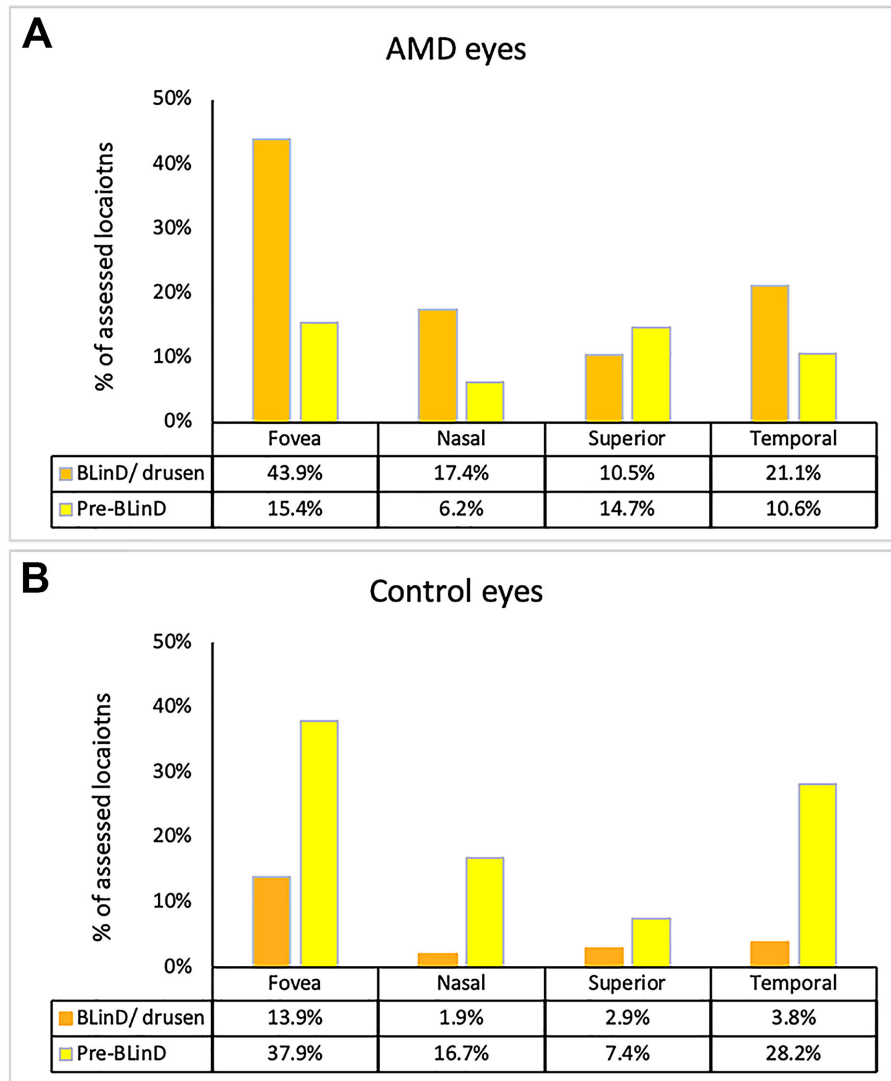 A
AMD eyes
% of assessed locaiotns
50%
40%
30%
20%
10%
0%
Fovea Nasal Superior Temporal
BLinD/ drusen 43.9% 17.4% 10.5% 21.1%
Pre-BLinD 15.4% 6.2% 14.7% 10.6%
B
Control eyes
% of assessed locaiotns
50%
40%
30%
20%
10%
0%
Fovea Nasal Superior Temporal
BLinD/ drusen 13.9% 1.9% 2.9% 3.8%
Pre-BLinD 37.9% 16.7% 7.4% 28.2%